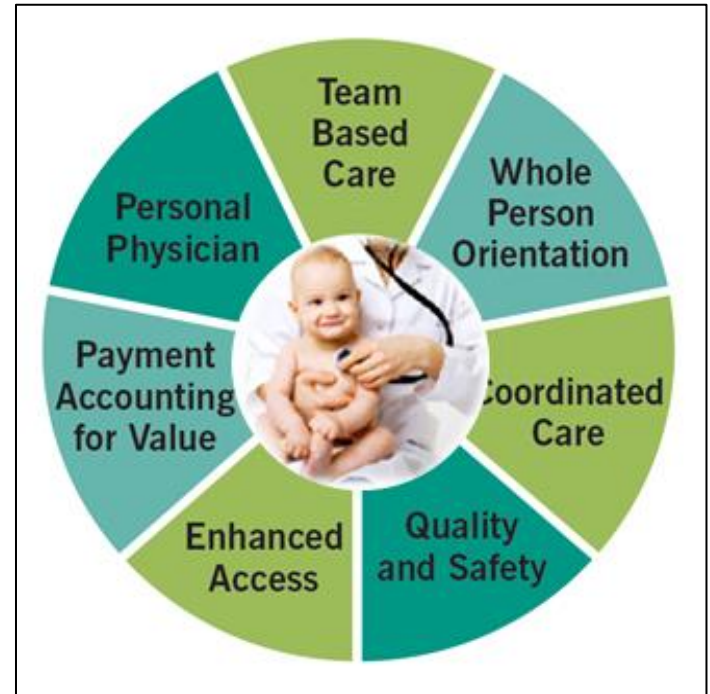 Team
Based
Care
Whole
Person
Orientation
Coordinated
Care
Quality
and Safety
Enhanced
Access
Payment
Accounting
for Value
Personal
Physician